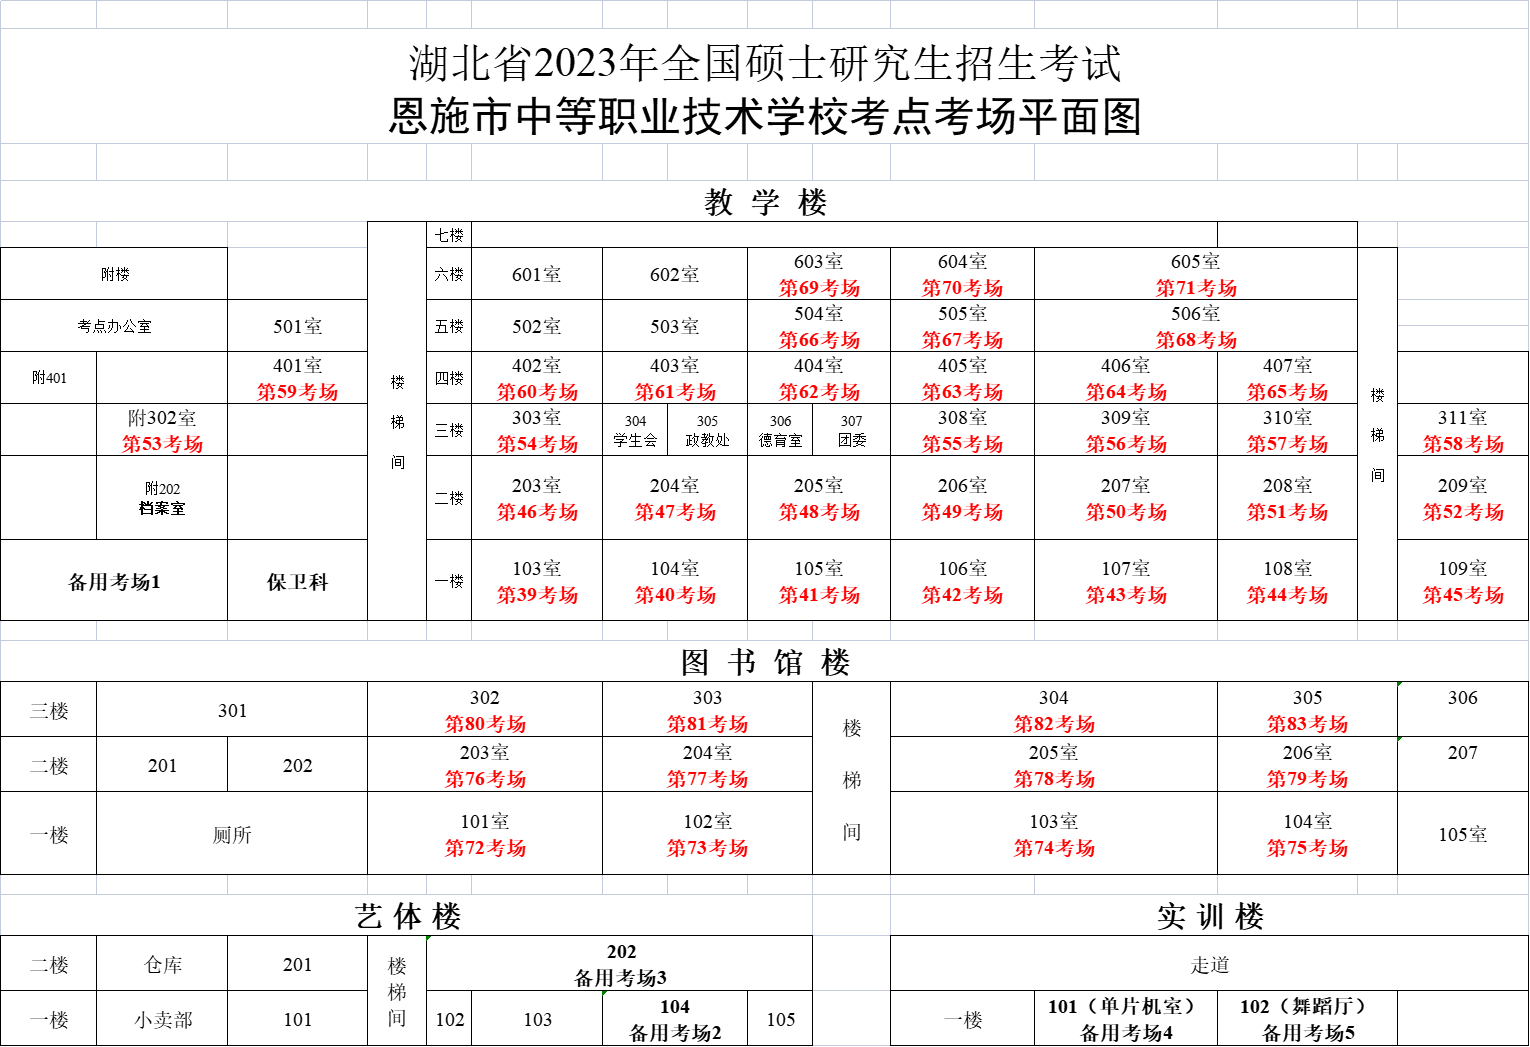 湖北省2023年全国硕士研究生招生考试
恩施市中等职业技术学校考点考场平面图
教 学 楼
七楼
附楼 六楼 601室 602室 603室 第69考场 604室 第70考场 605室 第71考场
考点办公室 501室 五楼 502室 503室 504室 第66考场 505室 第67考场 506室 第68考场
附401 401室 第59考场 楼梯间 四楼 402室 第60考场 403室 第61考场 404室 第62考场 405室 第63考场 406室 第64考场 407室 第65考场 楼梯间
附302室 第53考场 三楼 303室 第54考场 304 学生会 305 政教处 306 德育室 307 团委 308室 第55考场 309室 第56考场 310室 第57考场 311室 第58考场
附202 档案室 二楼 203室 第46考场 204室 第47考场 205室 第48考场 206室 第49考场 207室 第50考场 208室 第51考场 209室 第52考场
备用考场1 保卫科 一楼 103室 第39考场 104室 第40考场 105室 第41考场 106室 第42考场 107室 第43考场 108室 第44考场 109室 第45考场
图 书 馆 楼
三楼 301 302 第80考场 303 第81考场 楼梯间 304 第82考场 305 第83考场 306
二楼 201 202 203室 第76考场 204室 第77考场 205室 第78考场 206室 第79考场 207
一楼 厕所 101室 第72考场 102室 第73考场 103室 第74考场 104室 第75考场 105室
艺 体 楼 实 训 楼
二楼 仓库 201 楼梯间 202 备用考场3 走道
一楼 小卖部 101 102 103 104 备用考场2 105 一楼 101（单片机室） 备用考场4 102（舞蹈厅） 备用考场5